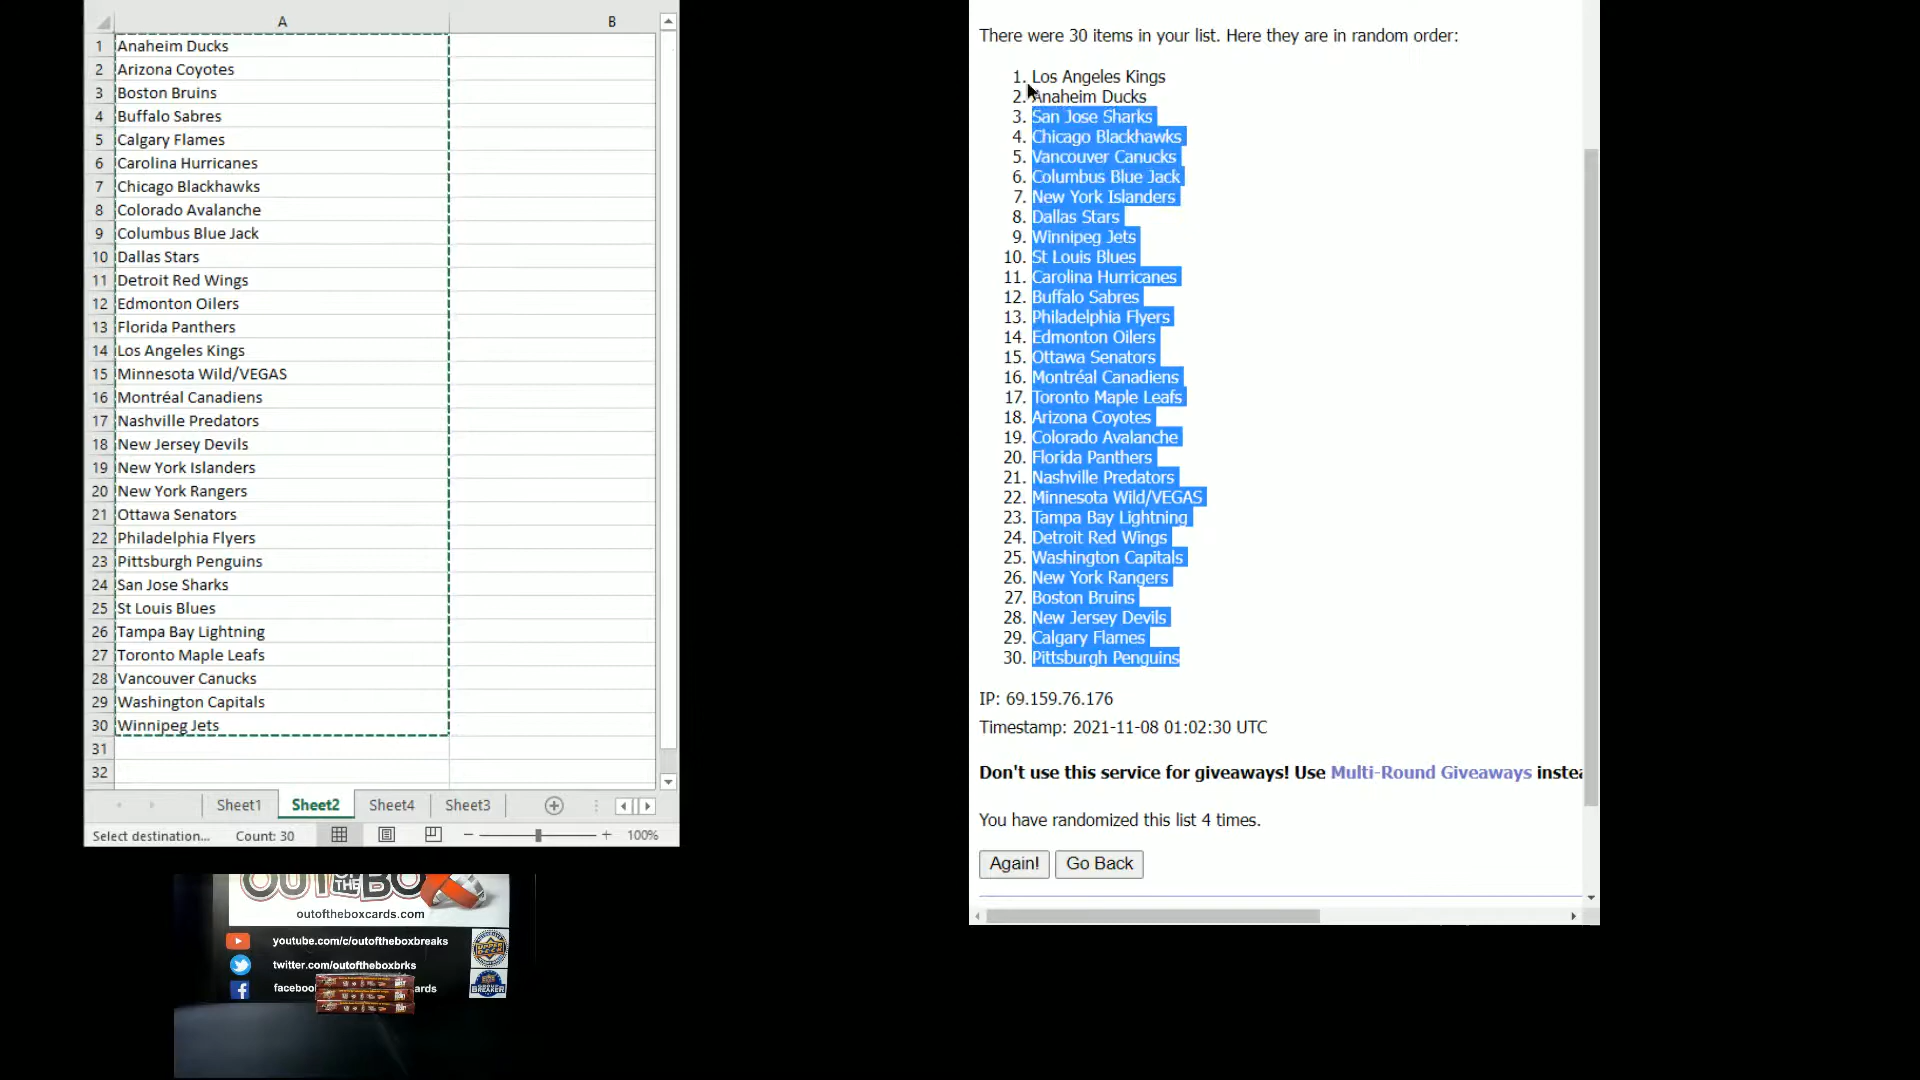 A
B
1 Anaheim Ducks
2 Arizona Coyotes
3 Boston Bruins
4 Buffalo Sabres
5 Calgary Flames
6 Carolina Hurricanes
7 Chicago Blackhawks
8 Colorado Avalanche
9 Columbus Blue Jack
10 Dallas Stars
11 Detroit Red Wings
12 Edmonton Oilers
13 Florida Panthers
14 Los Angeles Kings
15 Minnesota Wild/VEGAS
16 Montréal Canadiens
17 Nashville Predators
18 New Jersey Devils
19 New York Islanders
20 New York Rangers
21 Ottawa Senators
22 Philadelphia Flyers
23 Pittsburgh Penguins
24 San Jose Sharks
25 St Louis Blues
26 Tampa Bay Lightning
27 Toronto Maple Leafs
28 Vancouver Canucks
29 Washington Capitals
30 Winnipeg Jets
31
32
Sheet1 Sheet2 Sheet4 Sheet3
Select destination... Count: 30 100%
OUT OF THE BO
outoftheboxcards.com
youtube.com/c/outoftheboxbreaks
twitter.com/outoftheboxbrks
faceboo ards
UPPER DECK
GROUP BREAKER
There were 30 items in your list. Here they are in random order:
1. Los Angeles Kings
2. Anaheim Ducks
3. San Jose Sharks
4. Chicago Blackhawks
5. Vancouver Canucks
6. Columbus Blue Jack
7. New York Islanders
8. Dallas Stars
9. Winnipeg Jets
10. St Louis Blues
11. Carolina Hurricanes
12. Buffalo Sabres
13. Philadelphia Flyers
14. Edmonton Oilers
15. Ottawa Senators
16. Montréal Canadiens
17. Toronto Maple Leafs
18. Arizona Coyotes
19. Colorado Avalanche
20. Florida Panthers
21. Nashville Predators
22. Minnesota Wild/VEGAS
23. Tampa Bay Lightning
24. Detroit Red Wings
25. Washington Capitals
26. New York Rangers
27. Boston Bruins
28. New Jersey Devils
29. Calgary Flames
30. Pittsburgh Penguins
IP: 69.159.76.176
Timestamp: 2021-11-08 01:02:30 UTC
Don't use this service for giveaways! Use Multi-Round Giveaways instea
You have randomized this list 4 times.
Again! Go Back